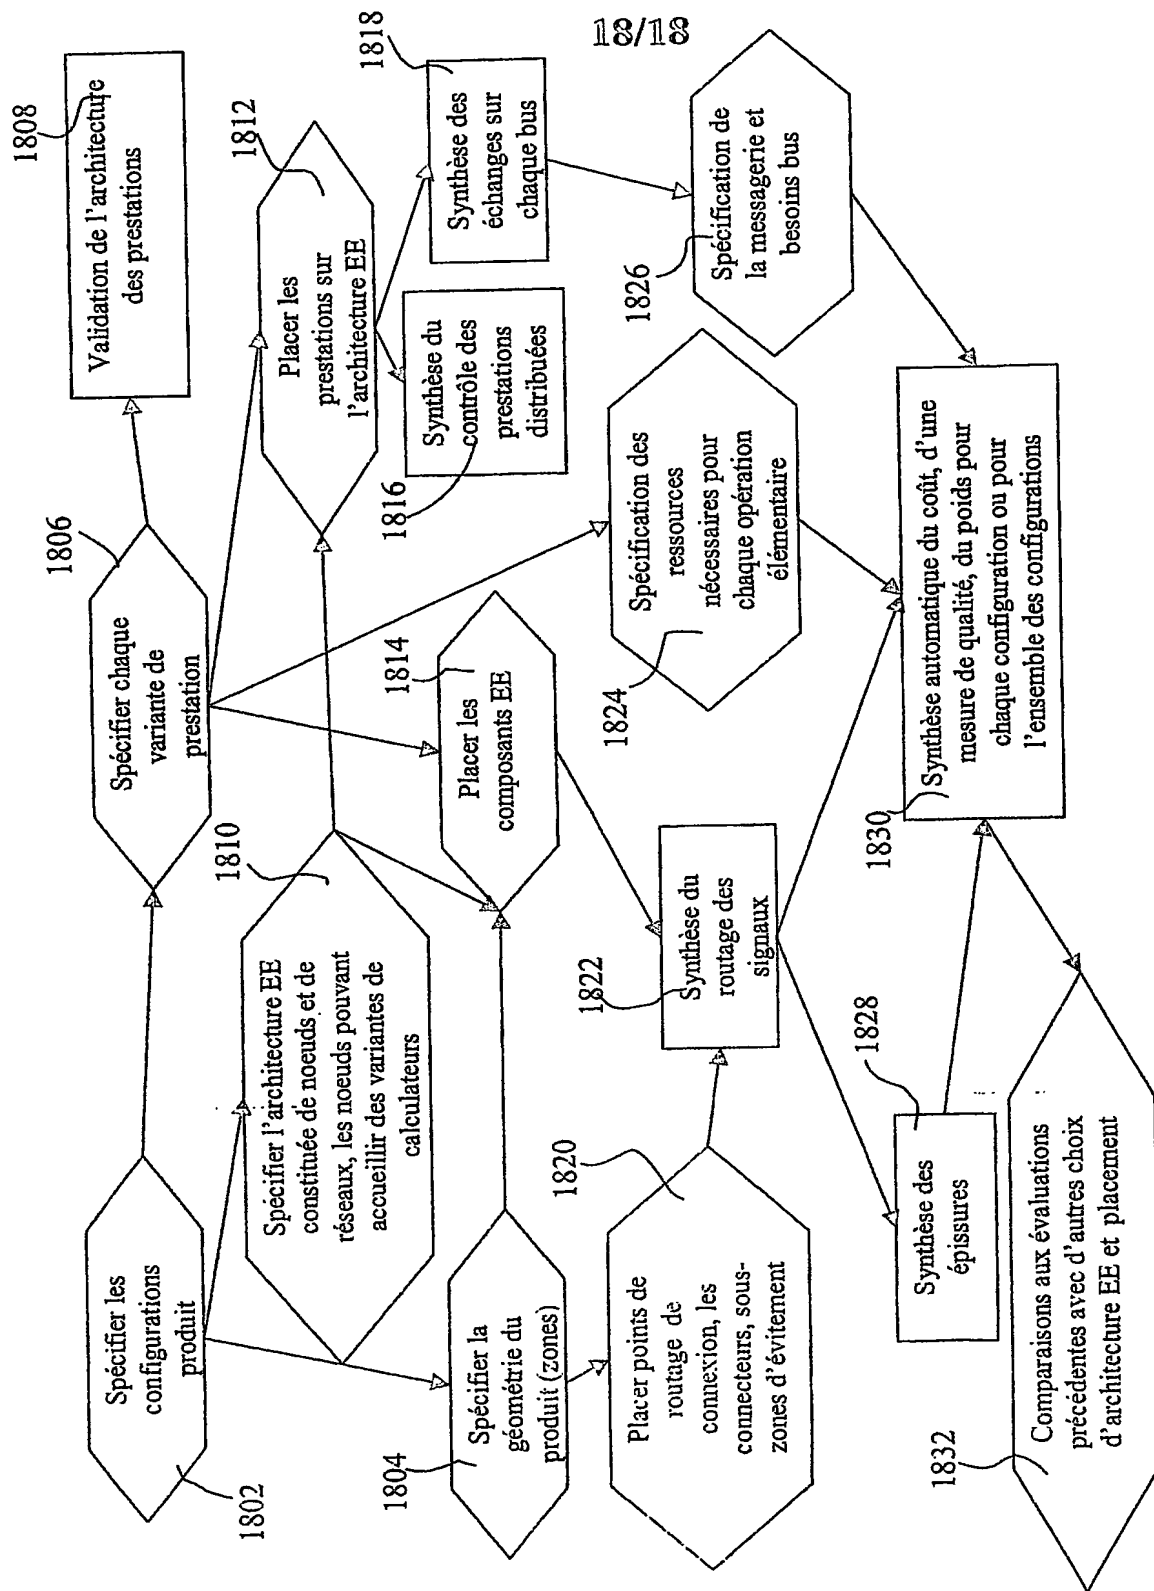 18/18
1802
Spécifier les
configurations
produit
1806
Spécifier chaque
variante de
prestation
1808
Validation de l'architecture
des prestations
1810
Spécifier l'architecture EE
constituée de noeuds et de
réseaux, les noeuds pouvant
accueillir des variantes de
calculateurs
1812
Placer les
prestations sur
l'architecture EE
1804
Spécifier la
géométrie du
produit (zones)
1814
Placer les
composants EE
1816
Synthèse du
contrôle des
prestations
distribuées
1818
Synthèse des
échanges sur
chaque bus
1820
Placer points de
routage de
connexion, les
connecteurs, sous-
zones d'évitement
1822
Synthèse du
routage des
signaux
1824
Spécification des
ressources
nécessaires pour
chaque opération
élémentaire
1826
Spécification de
la messagerie et
besoins bus
1828
Synthèse des
épissures
1830
Synthèse automatique du coût, d'une
mesure de qualité, du poids pour
chaque configuration ou pour
l'ensemble des configurations
1832
Comparaisons aux évaluations
précédentes avec d'autres choix
d'architecture EE et placement